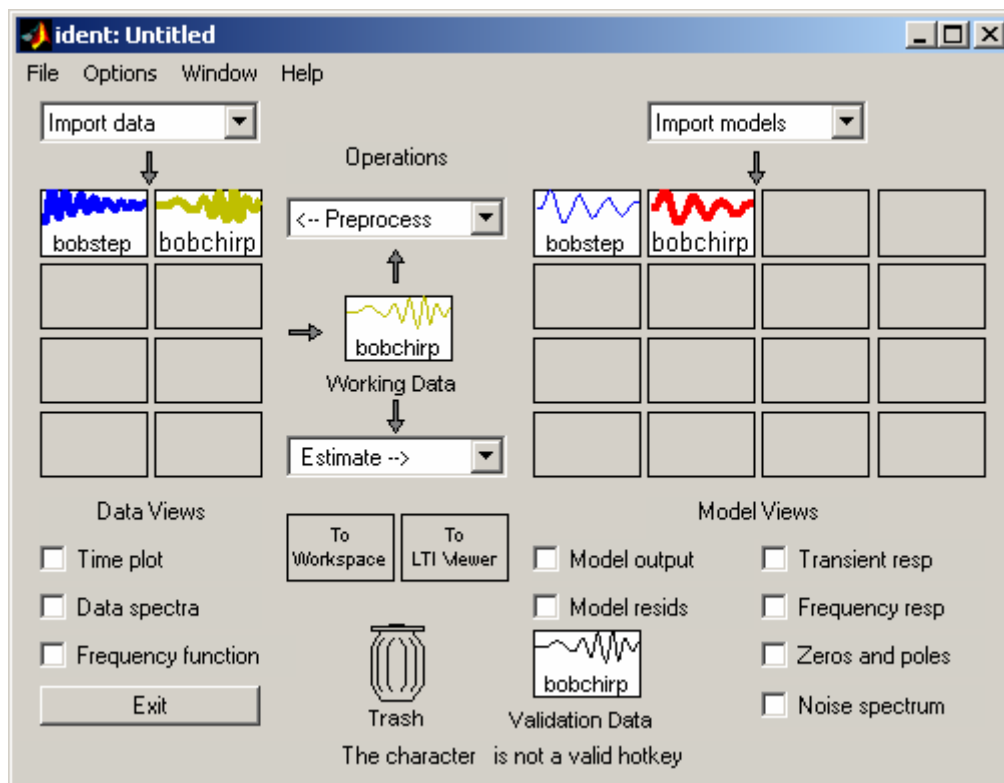 ident: Untitled
File Options Window Help
Import data
Import models
Operations
bobstep
bobchirp
<-- Preprocess
bobstep
bobchirp
bobchirp
Working Data
Estimate -->
Data Views
Model Views
To Workspace
To LTI Viewer
Time plot
Data spectra
Frequency function
Exit
Model output
Model resids
Transient resp
Frequency resp
Zeros and poles
Noise spectrum
Trash
bobchirp
Validation Data
The character   is not a valid hotkey